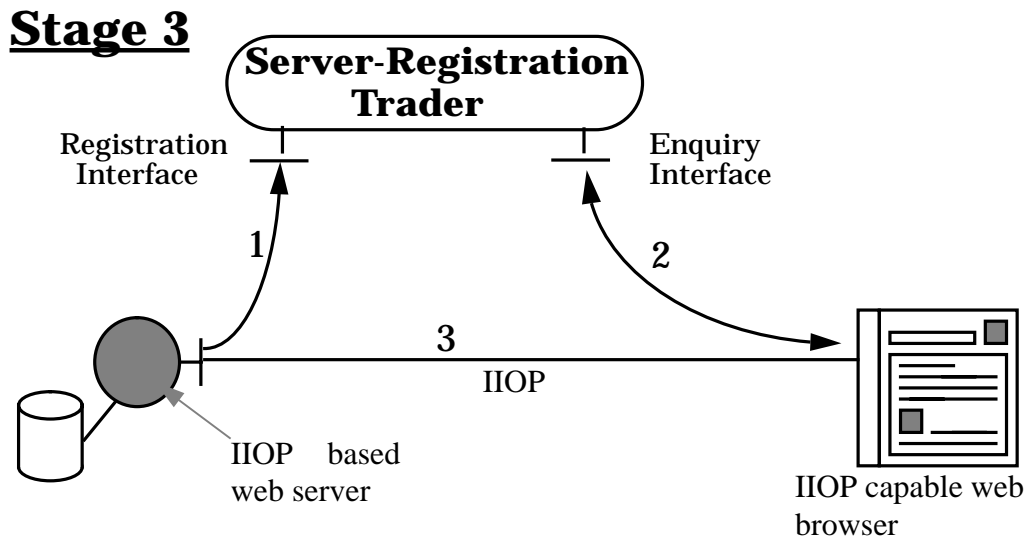 Stage 3
Server-Registration
Trader
Registration
Interface
Enquiry
Interface
1
2
3
IIOP
IIOP based
web server
IIOP capable web
browser